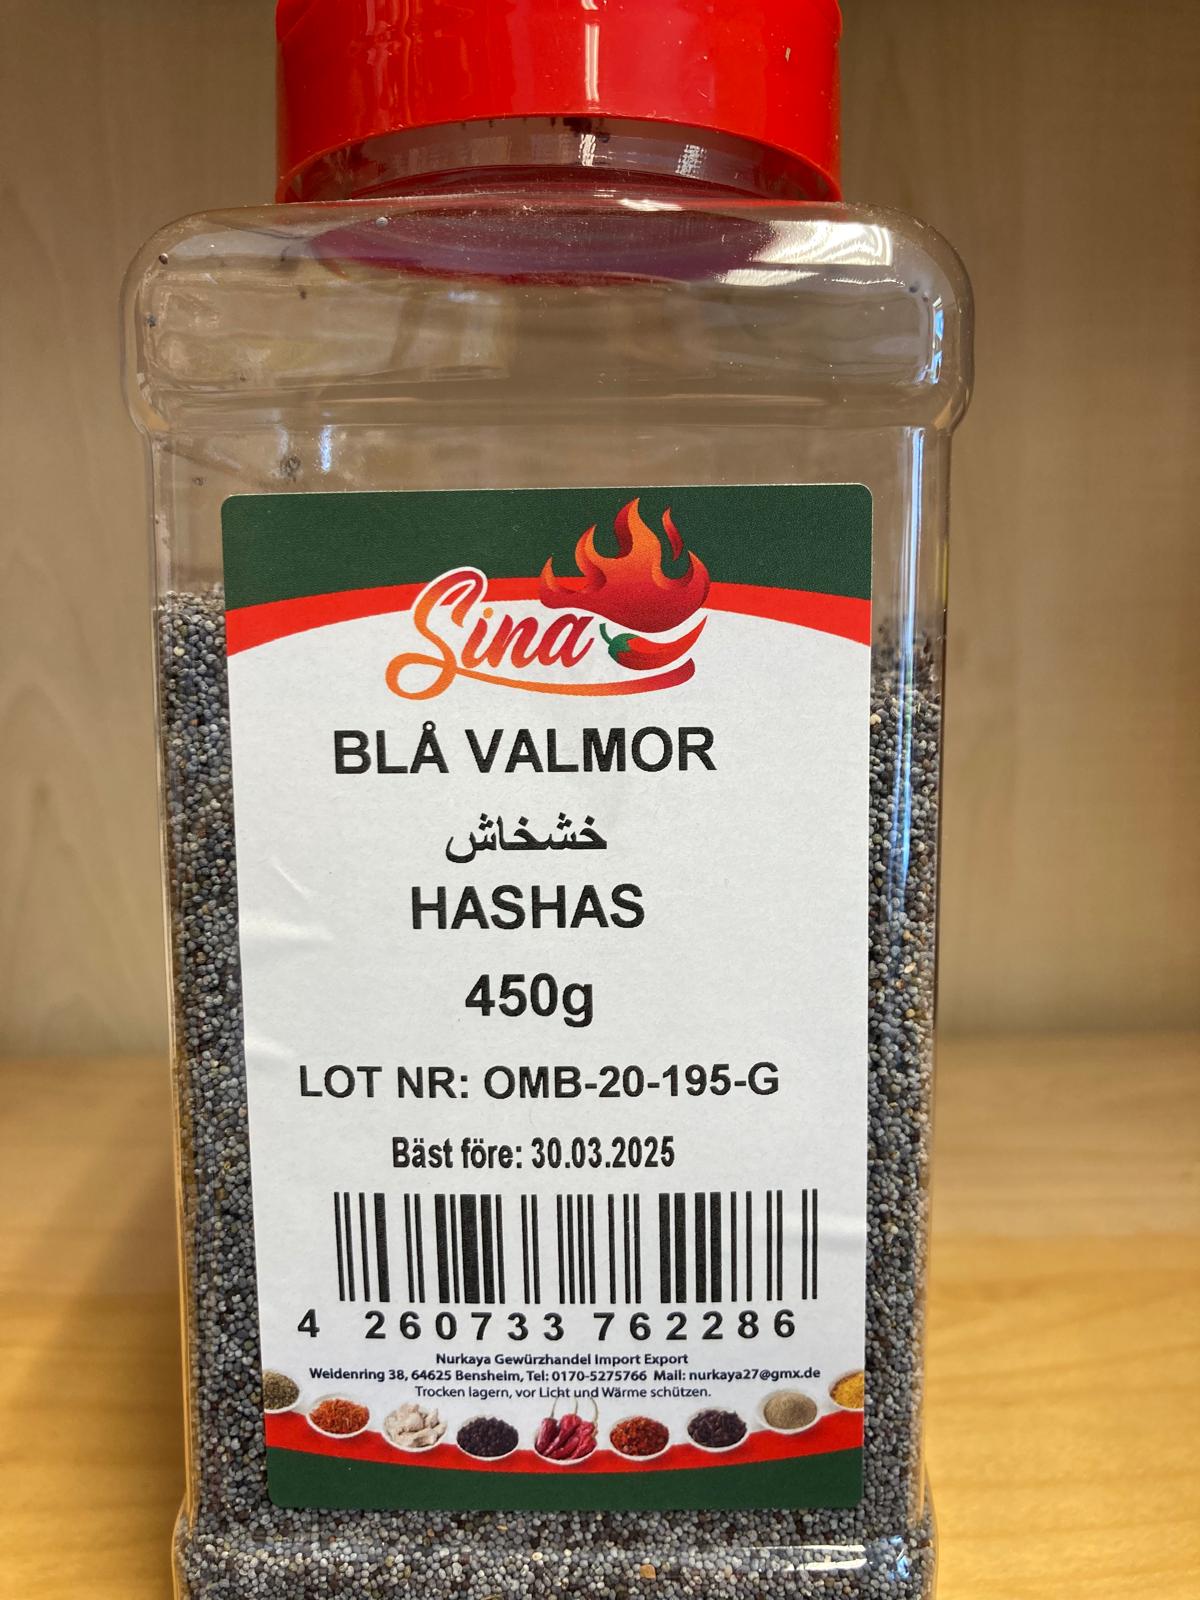 Sina
BLÅ VALMOR
خشخاش
HASHAS
450g
LOT NR: OMB-20-195-G
Bäst före: 30.03.2025
4 260733 762286
Nurkaya Gewürzhandel Import Export
Weidenring 38, 64625 Bensheim, Tel: 0170-5275766 Mail: nurkaya27@gmx.de
Trocken lagern, vor Licht und Wärme schützen.